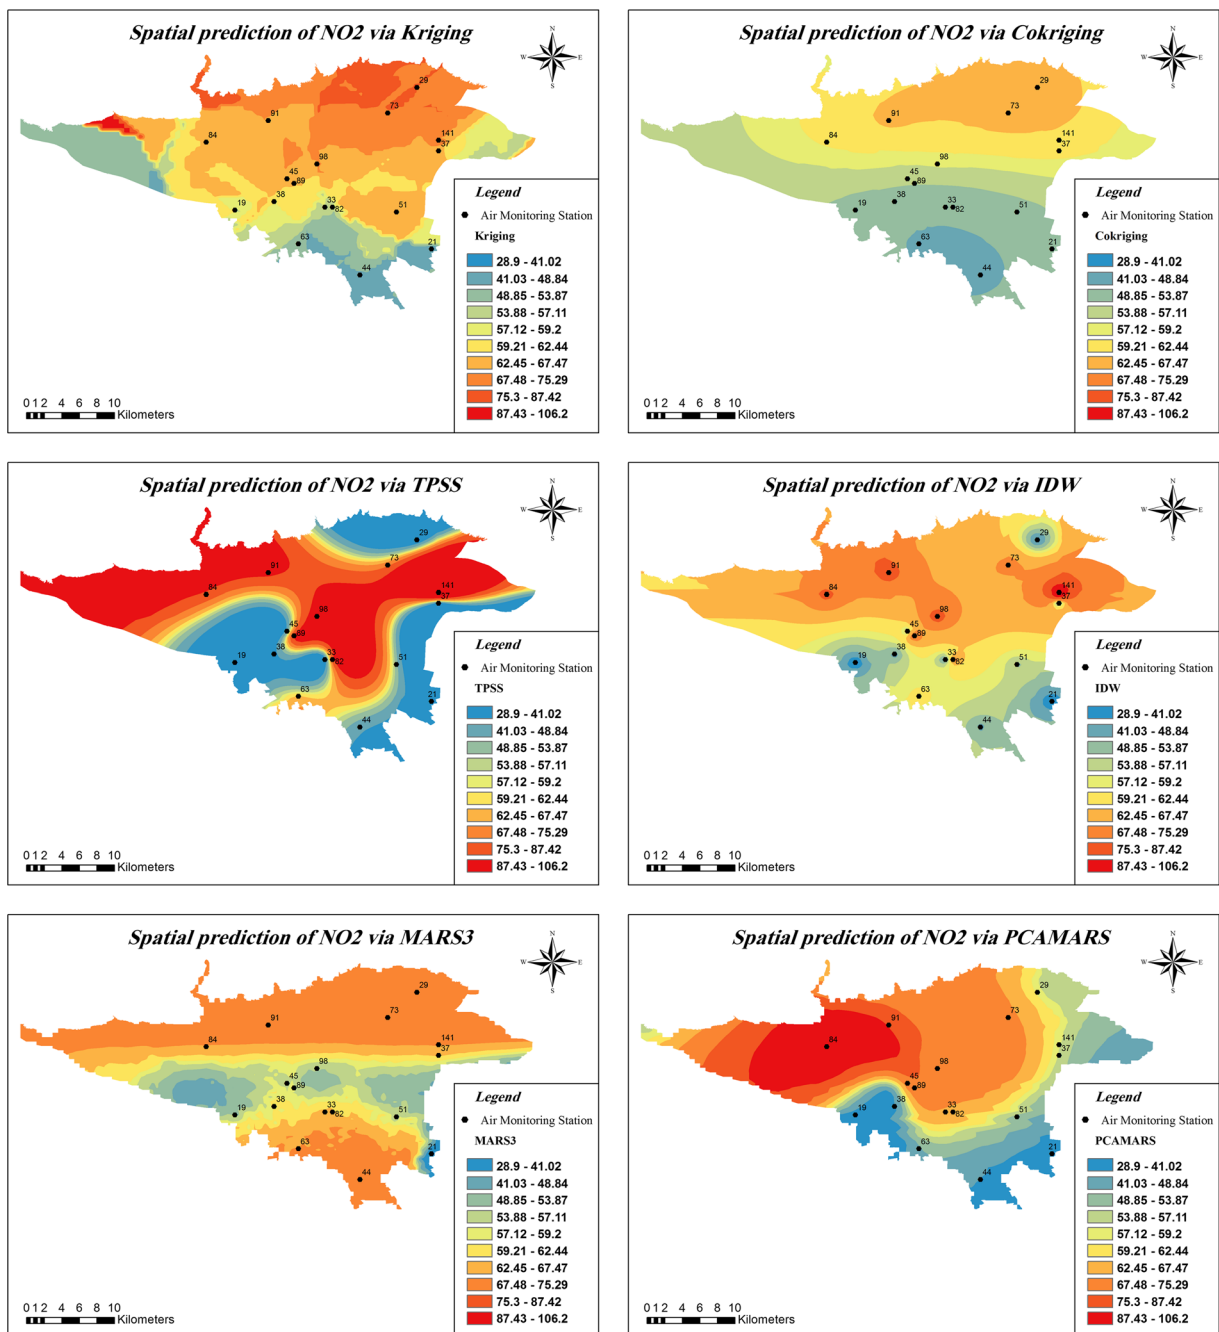 Spatial prediction of NO2 via Kriging
N
W
E
S
29
73
91
84
141
37
98
45
89
38
19
33
82
51
63
21
44
Legend
Air Monitoring Station
Kriging
28.9 - 41.02
41.03 - 48.84
48.85 - 53.87
53.88 - 57.11
57.12 - 59.2
59.21 - 62.44
62.45 - 67.47
67.48 - 75.29
75.3 - 87.42
87.43 - 106.2
0 1 2 4 6 8 10
Kilometers
Spatial prediction of NO2 via Cokriging
N
W
E
S
29
73
91
84
141
37
98
45
89
38
19
33
82
51
63
21
44
Legend
Air Monitoring Station
Cokriging
28.9 - 41.02
41.03 - 48.84
48.85 - 53.87
53.88 - 57.11
57.12 - 59.2
59.21 - 62.44
62.45 - 67.47
67.48 - 75.29
75.3 - 87.42
87.43 - 106.2
0 1 2 4 6 8 10
Kilometers
Spatial prediction of NO2 via TPSS
N
W
E
S
29
73
91
84
141
37
98
45
89
38
19
33
82
51
63
21
44
Legend
Air Monitoring Station
TPSS
28.9 - 41.02
41.03 - 48.84
48.85 - 53.87
53.88 - 57.11
57.12 - 59.2
59.21 - 62.44
62.45 - 67.47
67.48 - 75.29
75.3 - 87.42
87.43 - 106.2
0 1 2 4 6 8 10
Kilometers
Spatial prediction of NO2 via IDW
N
W
E
S
29
73
91
84
141
37
98
45
89
38
19
33
82
51
63
21
44
Legend
Air Monitoring Station
IDW
28.9 - 41.02
41.03 - 48.84
48.85 - 53.87
53.88 - 57.11
57.12 - 59.2
59.21 - 62.44
62.45 - 67.47
67.48 - 75.29
75.3 - 87.42
87.43 - 106.2
0 1 2 4 6 8 10
Kilometers
Spatial prediction of NO2 via MARS3
N
W
E
S
29
73
91
84
141
37
98
45
89
38
19
33
82
51
63
21
44
Legend
Air Monitoring Station
MARS3
28.9 - 41.02
41.03 - 48.84
48.85 - 53.87
53.88 - 57.11
57.12 - 59.2
59.21 - 62.44
62.45 - 67.47
67.48 - 75.29
75.3 - 87.42
87.43 - 106.2
0 1 2 4 6 8 10
Kilometers
Spatial prediction of NO2 via PCAMARS
N
W
E
S
29
73
91
84
141
37
98
45
89
38
19
33
82
51
63
21
44
Legend
Air Monitoring Station
PCAMARS
28.9 - 41.02
41.03 - 48.84
48.85 - 53.87
53.88 - 57.11
57.12 - 59.2
59.21 - 62.44
62.45 - 67.47
67.48 - 75.29
75.3 - 87.42
87.43 - 106.2
0 1 2 4 6 8 10
Kilometers